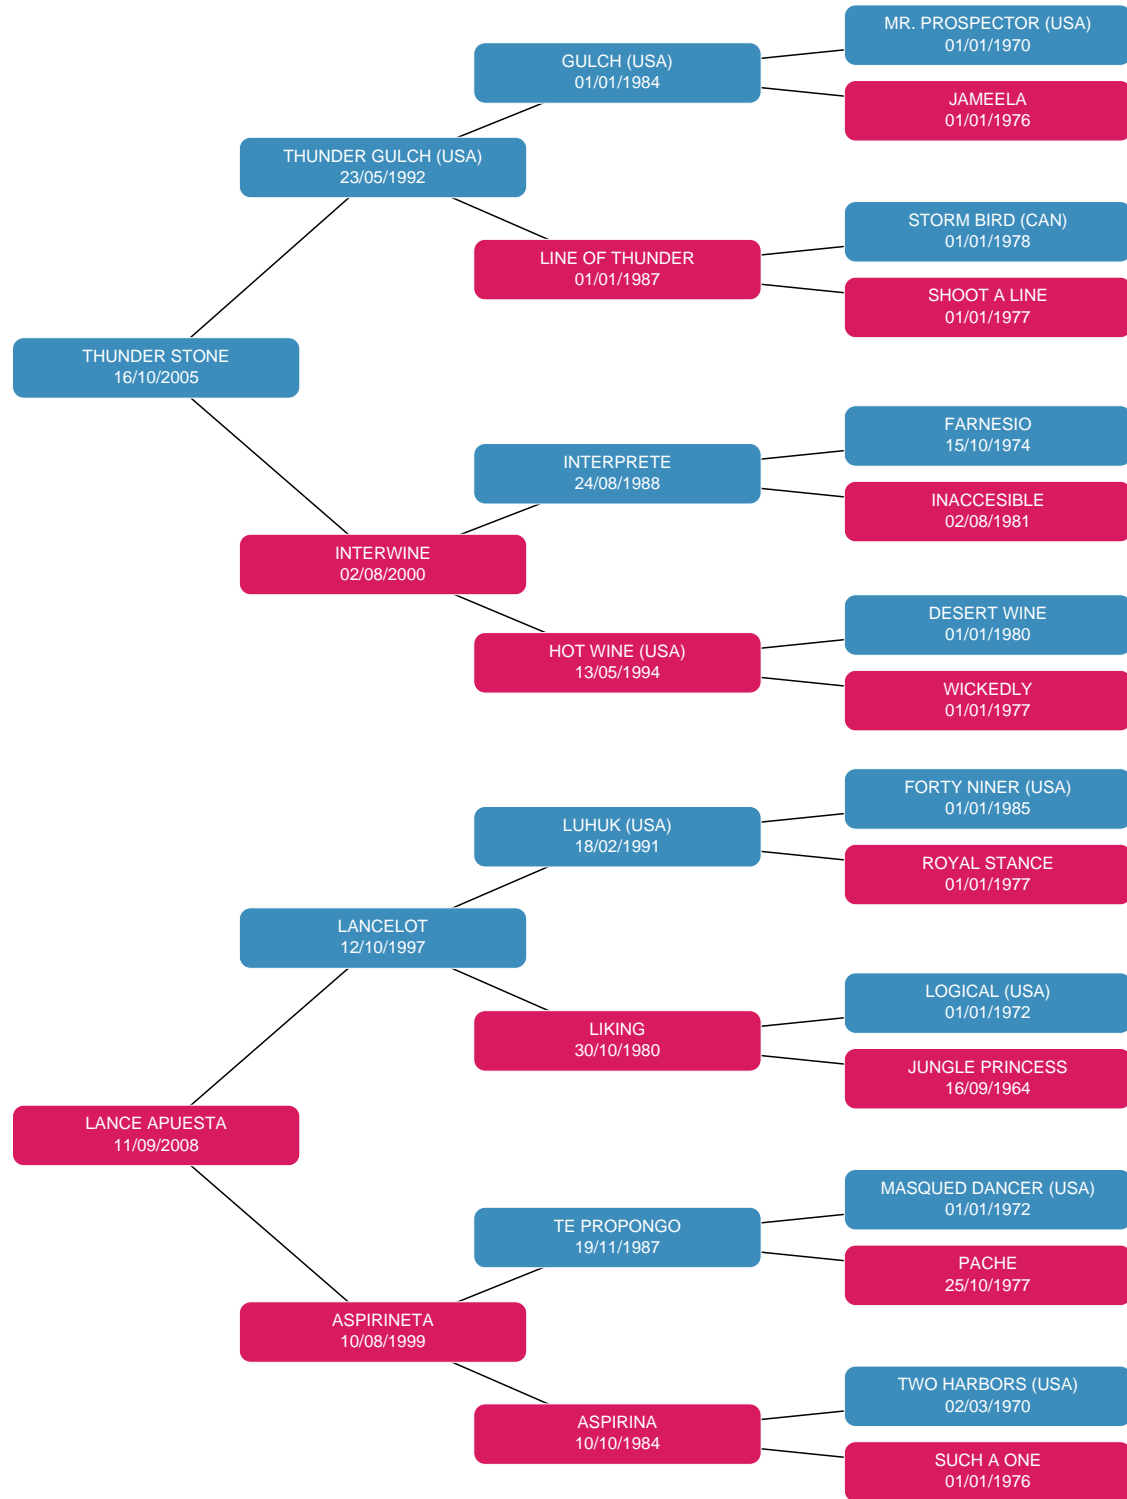 MR. PROSPECTOR (USA)
01/01/1970
GULCH (USA)
01/01/1984
JAMEELA
01/01/1976
THUNDER GULCH (USA)
23/05/1992
STORM BIRD (CAN)
01/01/1978
LINE OF THUNDER
01/01/1987
SHOOT A LINE
01/01/1977
THUNDER STONE
16/10/2005
FARNESIO
15/10/1974
INTERPRETE
24/08/1988
INACCESIBLE
02/08/1981
INTERWINE
02/08/2000
DESERT WINE
01/01/1980
HOT WINE (USA)
13/05/1994
WICKEDLY
01/01/1977
FORTY NINER (USA)
01/01/1985
LUHUK (USA)
18/02/1991
ROYAL STANCE
01/01/1977
LANCELOT
12/10/1997
LOGICAL (USA)
01/01/1972
LIKING
30/10/1980
JUNGLE PRINCESS
16/09/1964
LANCE APUESTA
11/09/2008
MASQUED DANCER (USA)
01/01/1972
TE PROPONGO
19/11/1987
PACHE
25/10/1977
ASPIRINETA
10/08/1999
TWO HARBORS (USA)
02/03/1970
ASPIRINA
10/10/1984
SUCH A ONE
01/01/1976